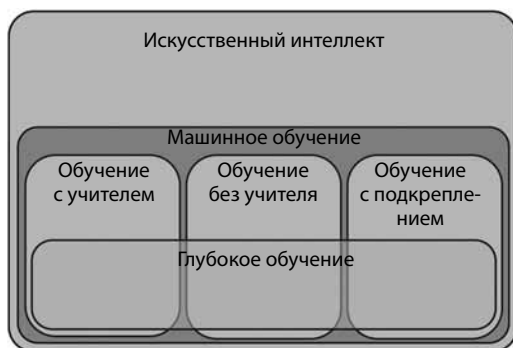 Искусственный интеллект
Машинное обучение
Обучение
с учителем
Обучение
без учителя
Обучение
с подкрепле-
нием
Глубокое обучение